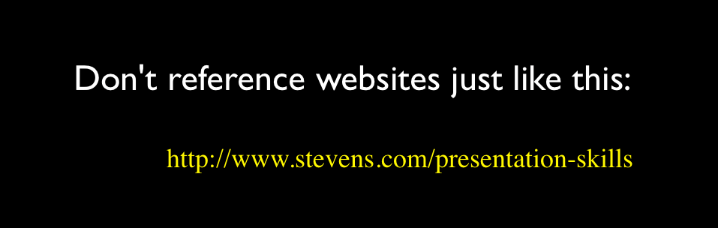 Don't reference websites just like this:
http://www.stevens.com/presentation-skills